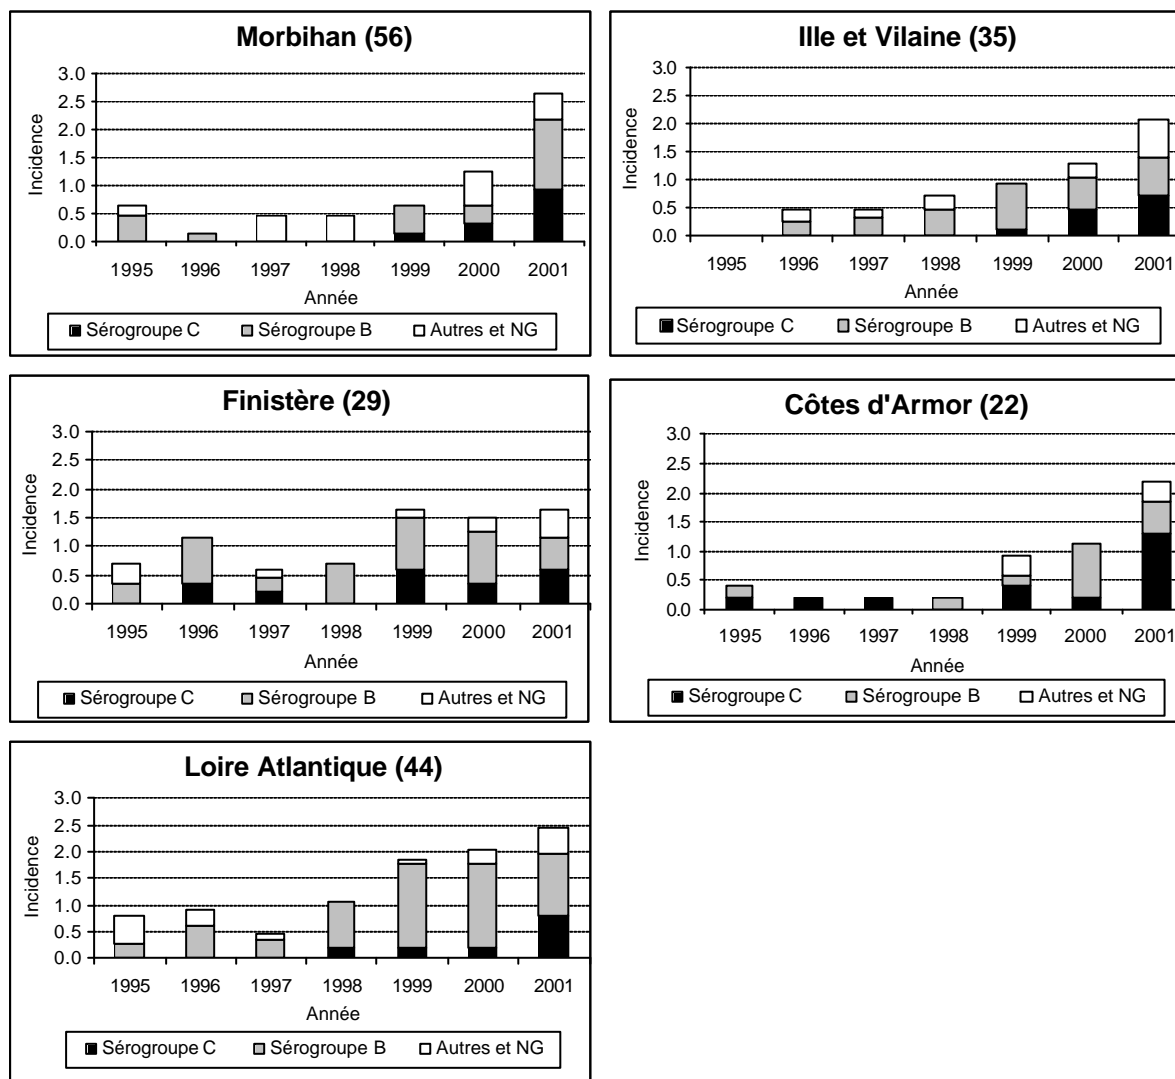 Morbihan (56)
3.0
2.5
2.0
1.5
1.0
0.5
0.0
Incidence
1995 1996 1997 1998 1999 2000 2001
Année
Sérogroupe C Sérogroupe B Autres et NG
Ille et Vilaine (35)
3.0
2.5
2.0
1.5
1.0
0.5
0.0
Incidence
1995 1996 1997 1998 1999 2000 2001
Année
Sérogroupe C Sérogroupe B Autres et NG
Finistère (29)
3.0
2.5
2.0
1.5
1.0
0.5
0.0
Incidence
1995 1996 1997 1998 1999 2000 2001
Année
Sérogroupe C Sérogroupe B Autres et NG
Côtes d'Armor (22)
3.0
2.5
2.0
1.5
1.0
0.5
0.0
Incidence
1995 1996 1997 1998 1999 2000 2001
Année
Sérogroupe C Sérogroupe B Autres et NG
Loire Atlantique (44)
3.0
2.5
2.0
1.5
1.0
0.5
0.0
Incidence
1995 1996 1997 1998 1999 2000 2001
Année
Sérogroupe C Sérogroupe B Autres et NG